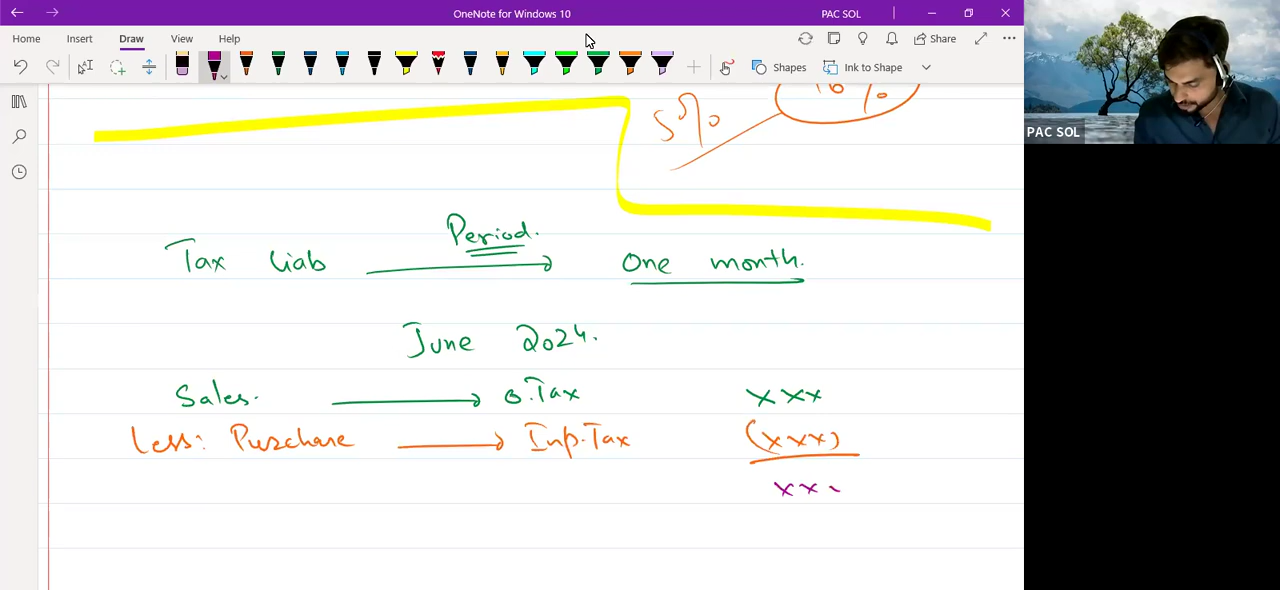 OneNote for Windows 10
PAC SOL
Home Insert Draw View Help
Share
Shapes
Ink to Shape
PAC SOL
16%
5%
Period.
Tax Liab
One month.
June 2024.
Sales. O.Tax xxx
Less: Purchase Inp.Tax (xxx)
xx